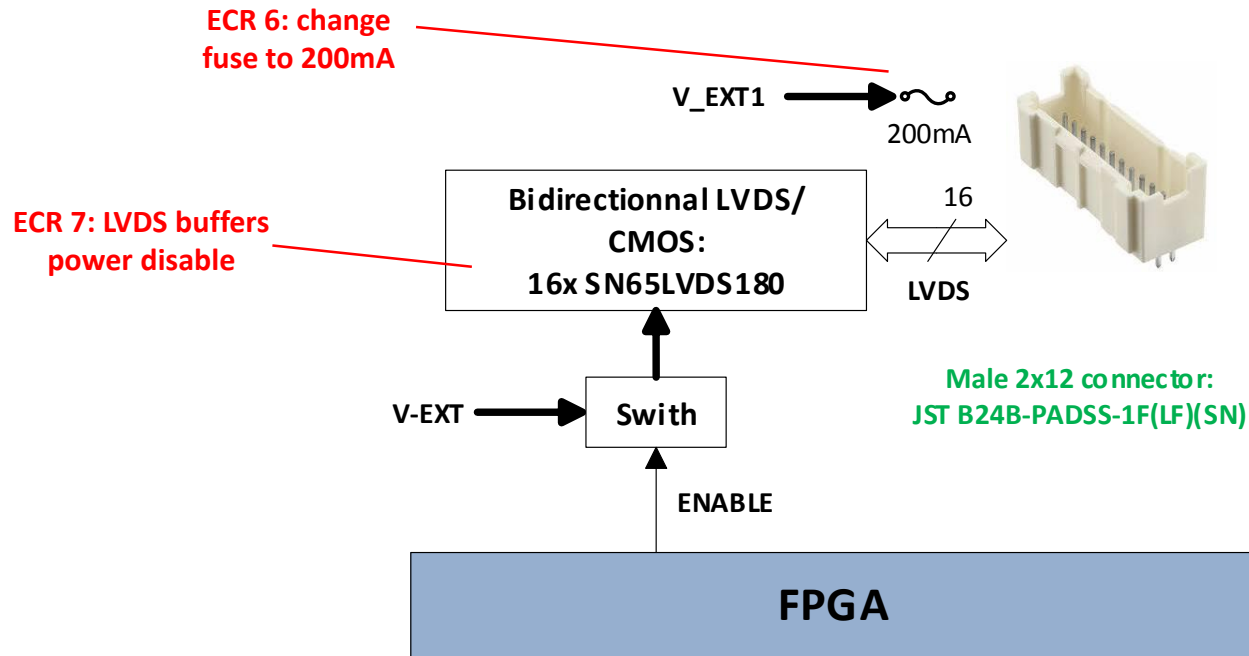 ECR 6: change
fuse to 200mA
V_EXT1
200mA
ECR 7: LVDS buffers
power disable
Bidirectionnal LVDS/
CMOS:
16x SN65LVDS180
16
LVDS
Male 2x12 connector:
JST B24B-PADSS-1F(LF)(SN)
V-EXT
Swith
ENABLE
FPGA